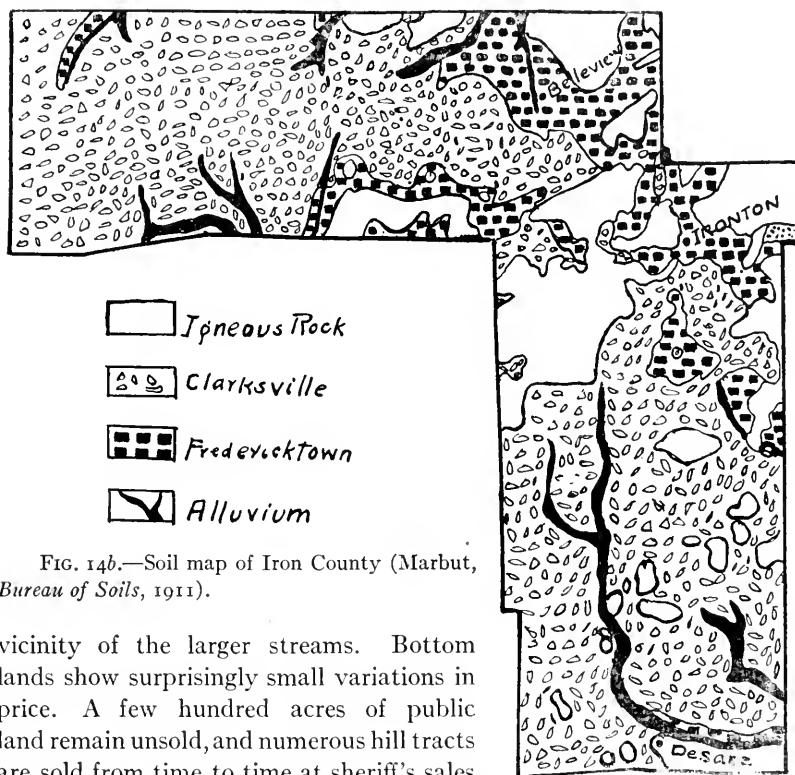 Belleview
IRONTON
Igneous Rock
Clarksville
Fredericktown
Alluvium
FIG. 14b.—Soil map of Iron County (Marbut,
Bureau of Soils, 1911).
vicinity of the larger streams. Bottom
lands show surprisingly small variations in
price. A few hundred acres of public
land remain unsold, and numerous hill tracts
are sold from time to time at sheriff's sales
DesArc